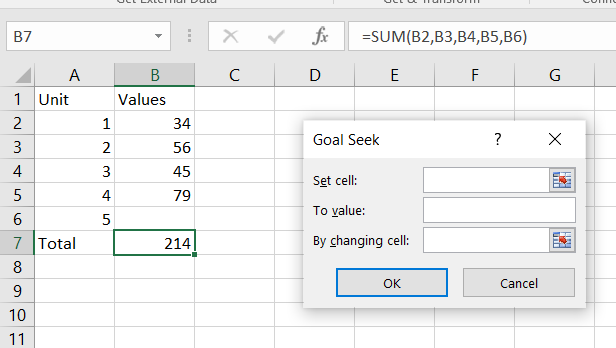 B7 fx =SUM(B2,B3,B4,B5,B6)
A B C D E F G
1 Unit Values
2 1 34
3 2 56
4 3 45
5 4 79
6 5
7 Total 214
8
9
10
11
Goal Seek ? ×
Set cell:
To value:
By changing cell:
OK Cancel